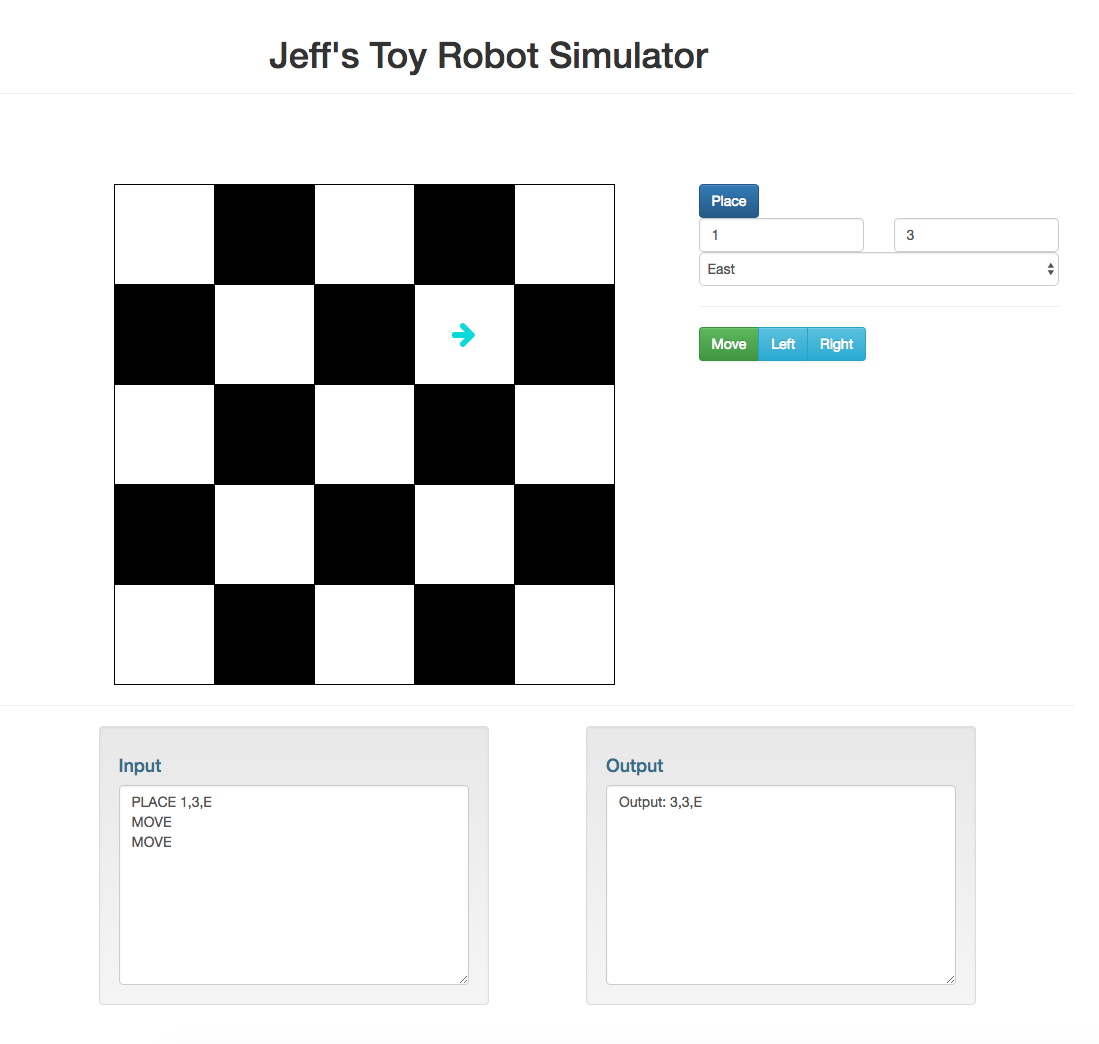 Jeff's Toy Robot Simulator
Place
1 3
East
Move Left Right
Input
PLACE 1,3,E
MOVE
MOVE
Output
Output: 3,3,E